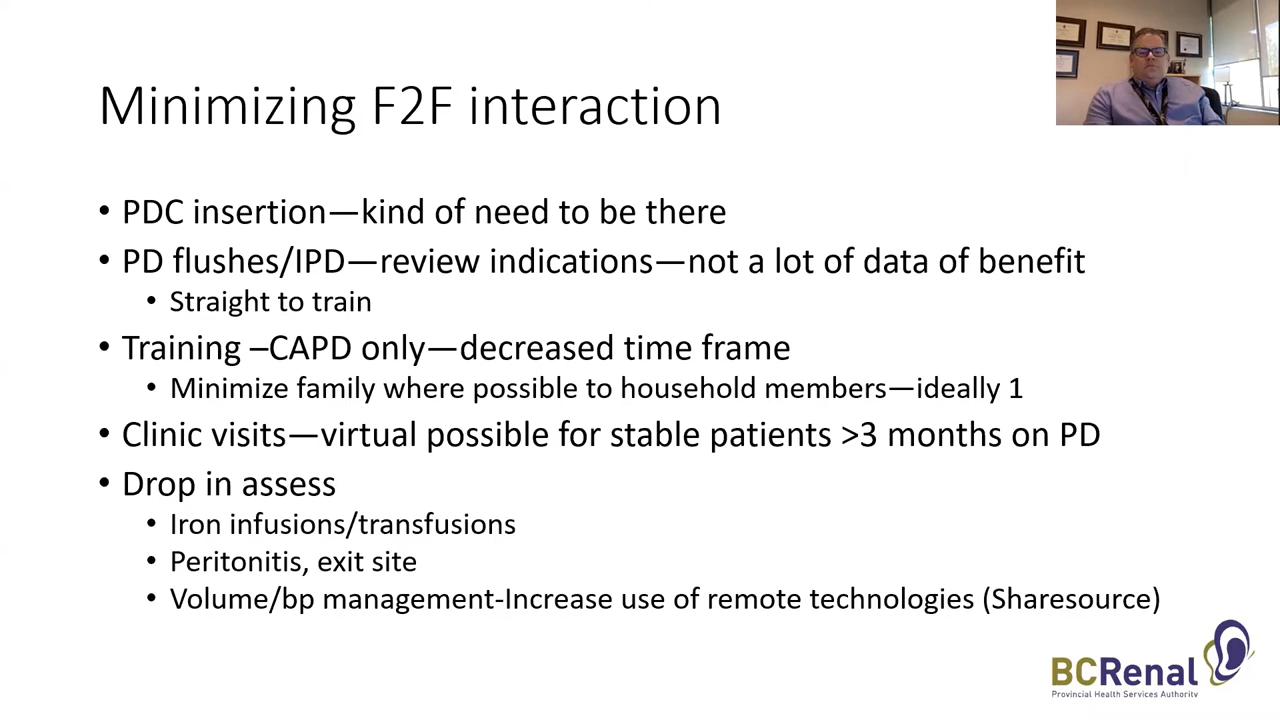 Minimizing F2F interaction
• PDC insertion—kind of need to be there
• PD flushes/IPD—review indications—not a lot of data of benefit
• Straight to train
• Training –CAPD only—decreased time frame
• Minimize family where possible to household members—ideally 1
• Clinic visits—virtual possible for stable patients >3 months on PD
• Drop in assess
• Iron infusions/transfusions
• Peritonitis, exit site
• Volume/bp management-Increase use of remote technologies (Sharesource)
BCRenal
Provincial Health Services Authority